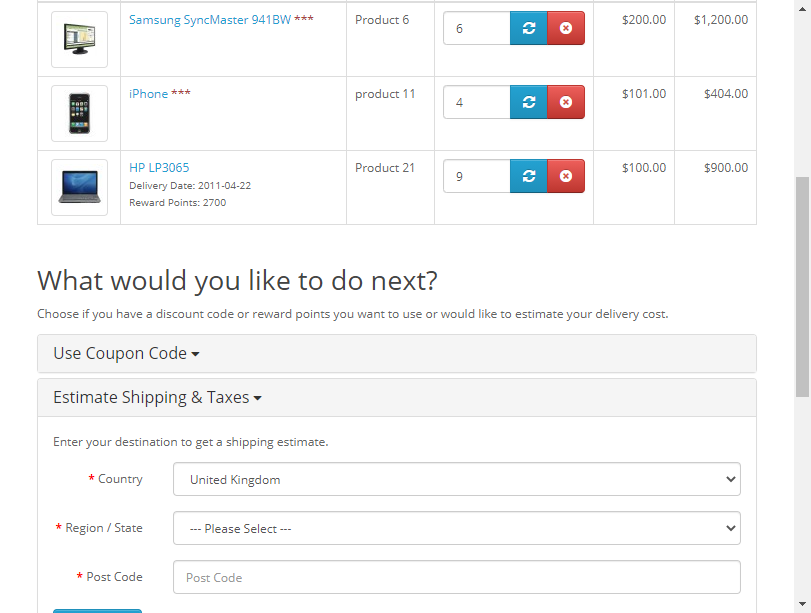 Samsung SyncMaster 941BW *** Product 6 6 $200.00 $1,200.00
iPhone *** product 11 4 $101.00 $404.00
HP LP3065 Product 21 9 $100.00 $900.00
Delivery Date: 2011-04-22
Reward Points: 2700
What would you like to do next?
Choose if you have a discount code or reward points you want to use or would like to estimate your delivery cost.
Use Coupon Code
Estimate Shipping & Taxes
Enter your destination to get a shipping estimate.
* Country United Kingdom
* Region / State --- Please Select ---
* Post Code Post Code